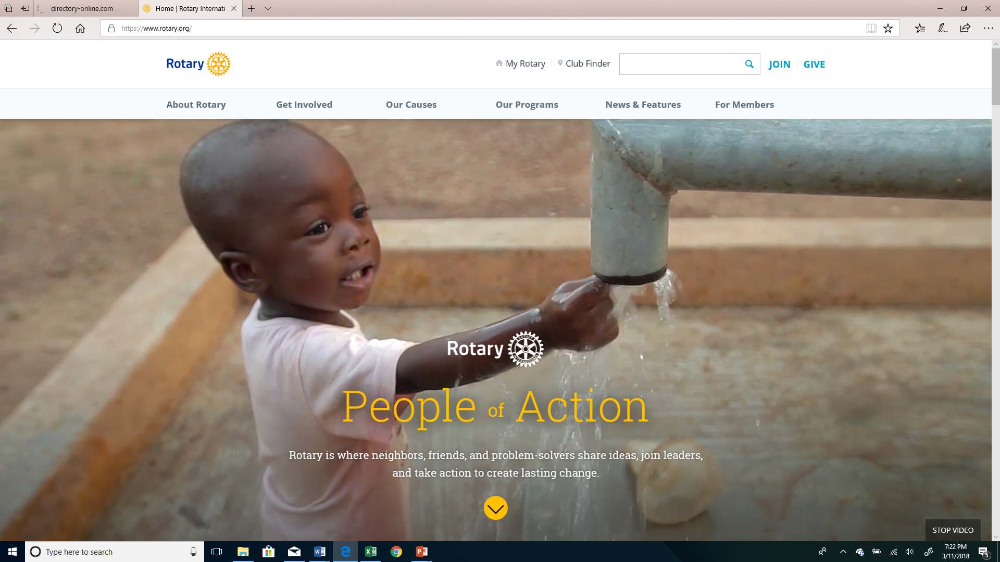 directory-online.com
Home | Rotary Internati
https://www.rotary.org/
Rotary
My Rotary
Club Finder
JOIN
GIVE
About Rotary
Get Involved
Our Causes
Our Programs
News & Features
For Members
Rotary
ROTARY
INTERNATIONAL
People of Action
Rotary is where neighbors, friends, and problem-solvers share ideas, join leaders,
and take action to create lasting change.
STOP VIDEO
Type here to search
7:22 PM
3/11/2018
5